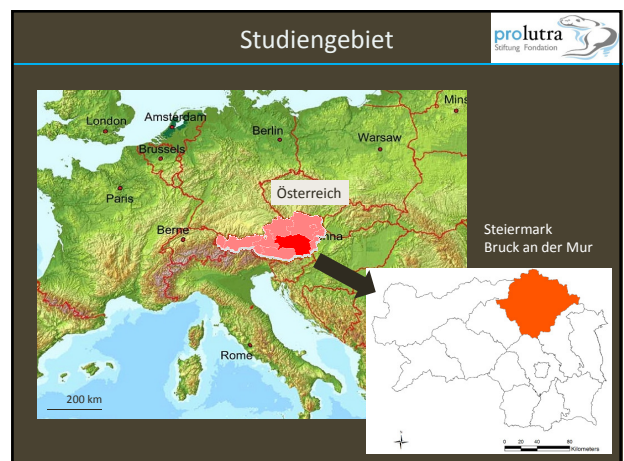 Studiengebiet
prolutra
Stiftung Fondation
Mins
London
Amsterdam
Berlin
Warsaw
Brussels
Paris
Österreich
Berne
nna
Steiermark
Bruck an der Mur
Rome
200 km
0 20 40 80
Kilometers